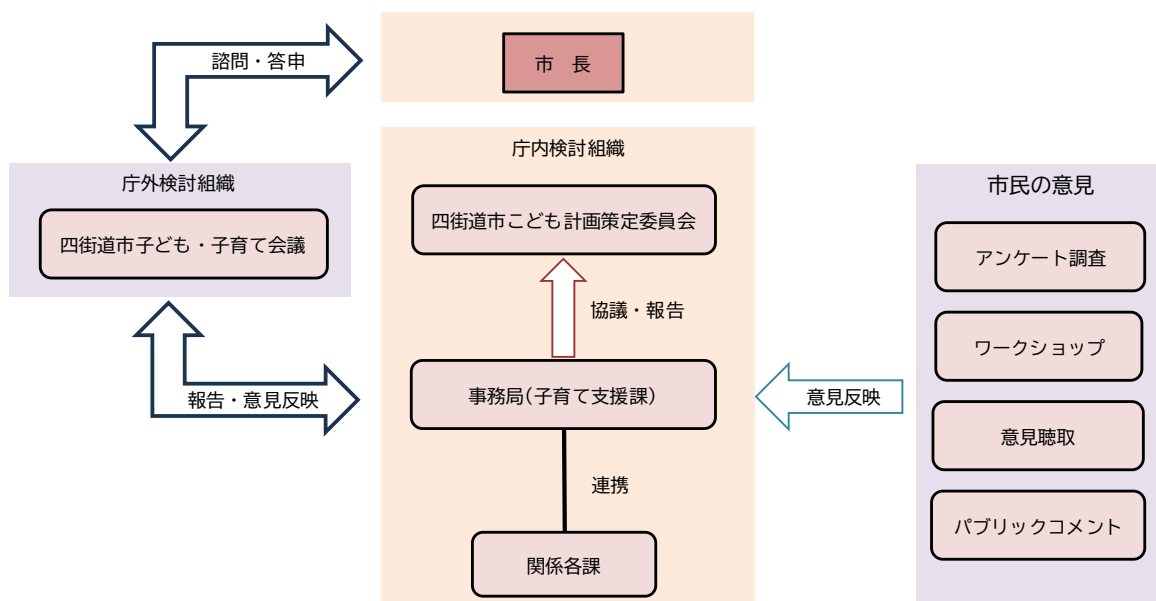 諮問・答申
市　長
庁外検討組織
四街道市子ども・子育て会議
報告・意見反映
庁内検討組織
四街道市こども計画策定委員会
協議・報告
事務局(子育て支援課)
連携
関係各課
意見反映
市民の意見
アンケート調査
ワークショップ
意見聴取
パブリックコメント